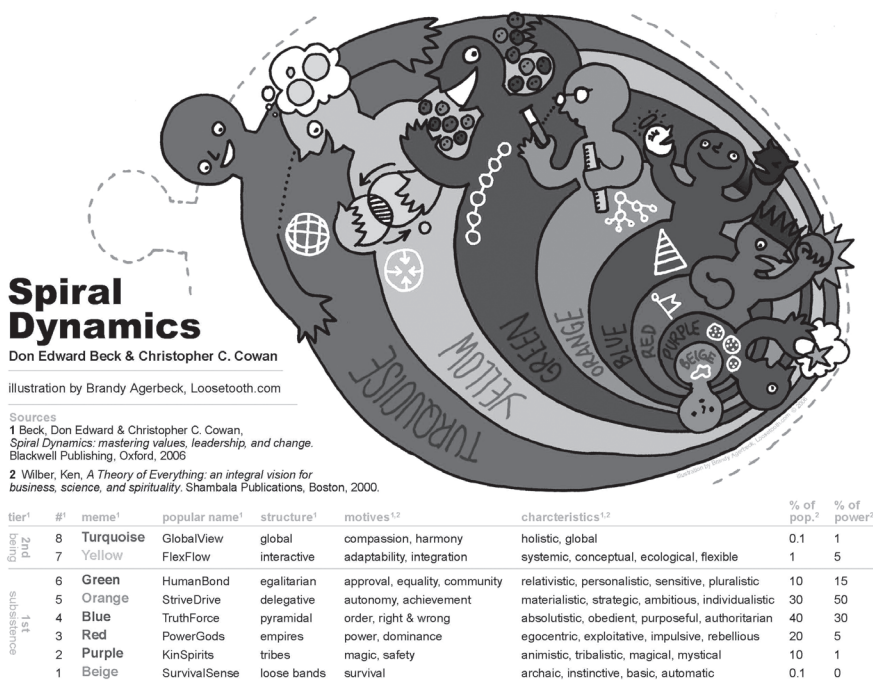 Spiral
Dynamics
Don Edward Beck & Christopher C. Cowan
illustration by Brandy Agerbeck, Loosetooth.com
Sources
1 Beck, Don Edward & Christopher C. Cowan,
Spiral Dynamics: mastering values, leadership, and change.
Blackwell Publishing, Oxford, 2006
2 Wilber, Ken, A Theory of Everything: an integral vision for
business, science, and spirituality. Shambala Publications, Boston, 2000.
TURQUOISE
YELLOW
GREEN
ORANGE
BLUE
RED
PURPLE
BEIGE
illustration by Brandy Agerbeck, Loosetooth.com © 2006
tier¹ #¹ meme¹ popular name¹ structure¹ motives¹,² charcteristics¹,² % of pop.² % of power²
2nd being
8 Turquoise GlobalView global compassion, harmony holistic, global 0.1 1
7 Yellow FlexFlow interactive adaptability, integration systemic, conceptual, ecological, flexible 1 5
1st subsistence
6 Green HumanBond egalitarian approval, equality, community relativistic, personalistic, sensitive, pluralistic 10 15
5 Orange StriveDrive delegative autonomy, achievement materialistic, strategic, ambitious, individualistic 30 50
4 Blue TruthForce pyramidal order, right & wrong absolutistic, obedient, purposeful, authoritarian 40 30
3 Red PowerGods empires power, dominance egocentric, exploitative, impulsive, rebellious 20 5
2 Purple KinSpirits tribes magic, safety animistic, tribalistic, magical, mystical 10 1
1 Beige SurvivalSense loose bands survival archaic, instinctive, basic, automatic 0.1 0